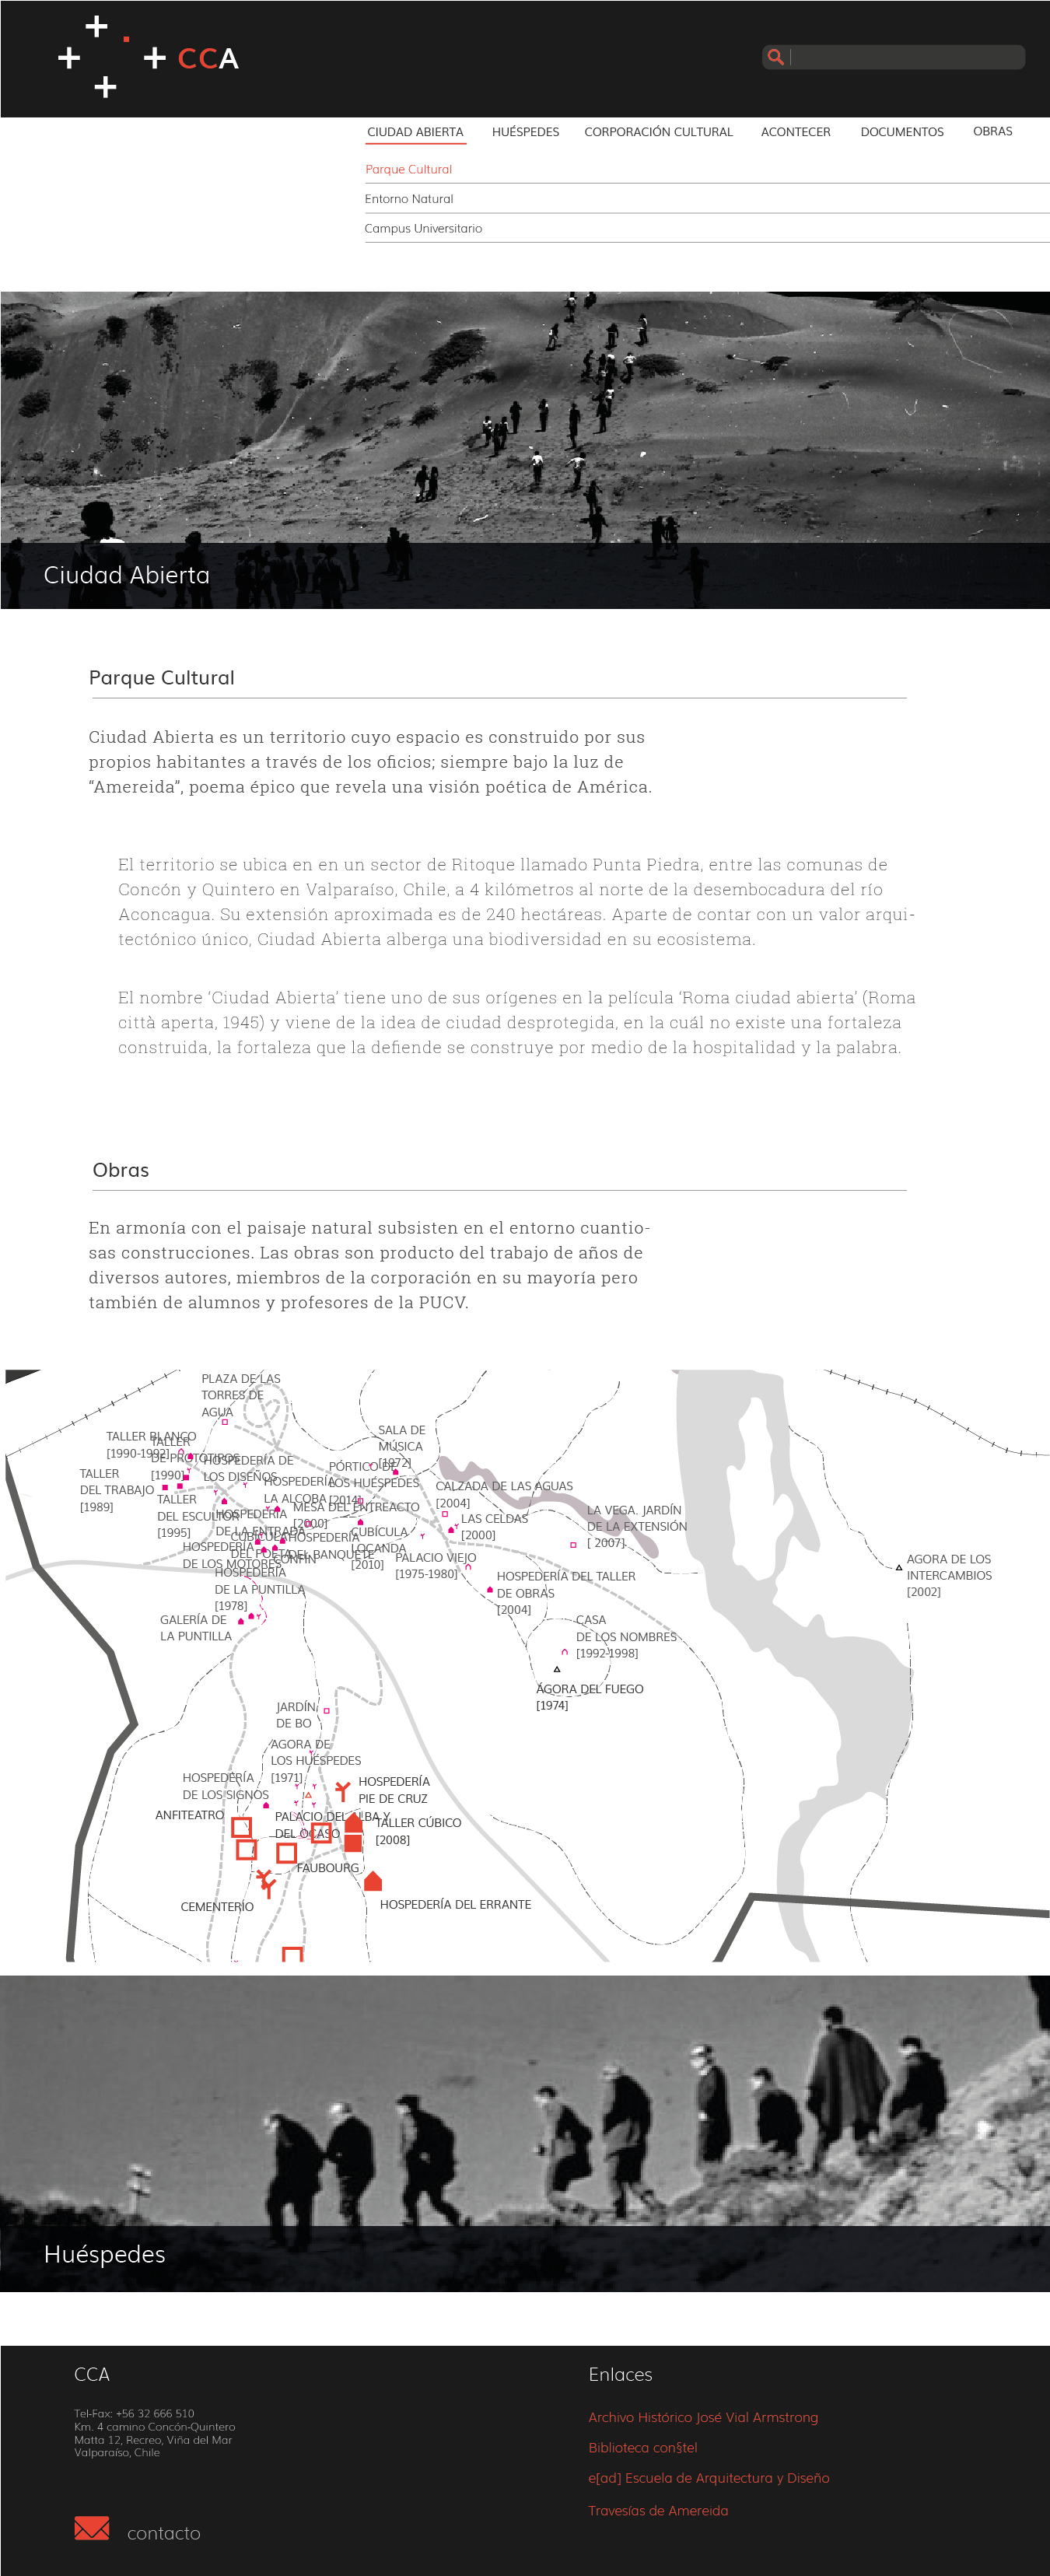 CCA
CIUDAD ABIERTA HUÉSPEDES CORPORACIÓN CULTURAL ACONTECER DOCUMENTOS OBRAS
Parque Cultural
Entorno Natural
Campus Universitario
Ciudad Abierta
Parque Cultural
Ciudad Abierta es un territorio cuyo espacio es construido por sus
propios habitantes a través de los oficios; siempre bajo la luz de
“Amereida”, poema épico que revela una visión poética de América.
El territorio se ubica en en un sector de Ritoque llamado Punta Piedra, entre las comunas de
Concón y Quintero en Valparaíso, Chile, a 4 kilómetros al norte de la desembocadura del río
Aconcagua. Su extensión aproximada es de 240 hectáreas. Aparte de contar con un valor arqui-
tectónico único, Ciudad Abierta alberga una biodiversidad en su ecosistema.
El nombre ‘Ciudad Abierta’ tiene uno de sus orígenes en la película ‘Roma ciudad abierta’ (Roma
città aperta, 1945) y viene de la idea de ciudad desprotegida, en la cuál no existe una fortaleza
construida, la fortaleza que la defiende se construye por medio de la hospitalidad y la palabra.
Obras
En armonía con el paisaje natural subsisten en el entorno cuantio-
sas construcciones. Las obras son producto del trabajo de años de
diversos autores, miembros de la corporación en su mayoría pero
también de alumnos y profesores de la PUCV.
PLAZA DE LAS
TORRES DE
AGUA
TALLER BLANCO
[1990-1992]
TALLER
DE PROTOTIPOS
[1990]
TALLER
DEL TRABAJO
[1989]
TALLER
DEL ESCULTOR
[1995]
HOSPEDERÍA DE
LOS DISEÑOS
HOSPEDERÍA
LA ALCOBA
SALA DE
MÚSICA
[1972]
PÓRTICO DE
LOS HUÉSPEDES
[2014]
MESA DEL ENTREACTO
[2000]
CALZADA DE LAS AGUAS
[2004]
LAS CELDAS
[2000]
LA VEGA. JARDÍN
DE LA EXTENSIÓN
[ 2007]
HOSPEDERÍA
DE LA ENTRADA
CUBÍCULA
DEL POETA
HOSPEDERÍA
DEL BANQUETE
CONFÍN
CUBÍCULA
LOCANDA
[2010]
HOSPEDERÍA
DE LOS MOTORES
HOSPEDERÍA
DE LA PUNTILLA
[1978]
PALACIO VIEJO
[1975-1980]
HOSPEDERÍA DEL TALLER
DE OBRAS
[2004]
AGORA DE LOS
INTERCAMBIOS
[2002]
GALERÍA DE
LA PUNTILLA
CASA
DE LOS NOMBRES
[1992-1998]
ÁGORA DEL FUEGO
[1974]
JARDÍN
DE BO
AGORA DE
LOS HUÉSPEDES
[1971]
HOSPEDERÍA
DE LOS SIGNOS
HOSPEDERÍA
PIE DE CRUZ
ANFITEATRO
PALACIO DEL ALBA Y
DEL OCASO
TALLER CÚBICO
[2008]
FAUBOURG
CEMENTERIO
HOSPEDERÍA DEL ERRANTE
Huéspedes
CCA
Tel-Fax: +56 32 666 510
Km. 4 camino Concón-Quintero
Matta 12, Recreo, Viña del Mar
Valparaíso, Chile
contacto
Enlaces
Archivo Histórico José Vial Armstrong
Biblioteca con§tel
e[ad] Escuela de Arquitectura y Diseño
Travesías de Amereida